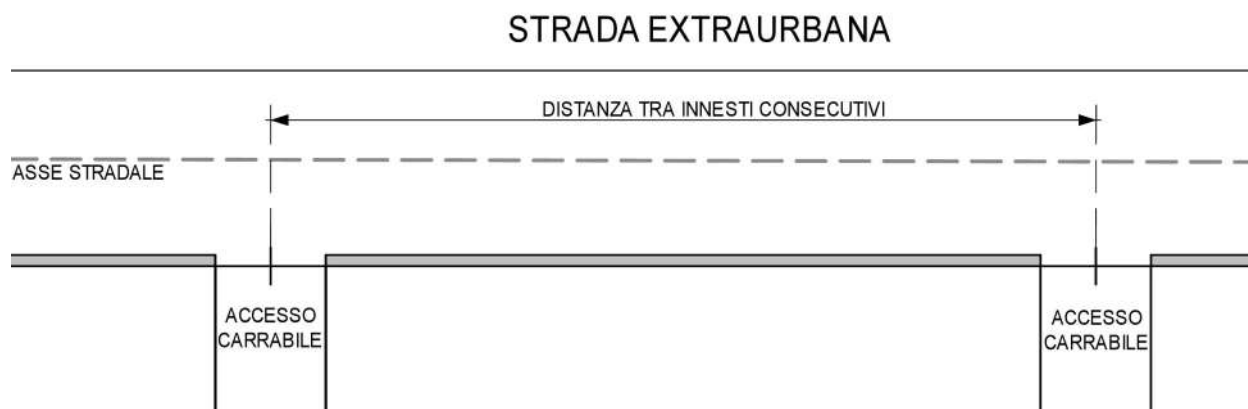 STRADA EXTRAURBANA
DISTANZA TRA INNESTI CONSECUTIVI
ASSE STRADALE
ACCESSO
CARRABILE
ACCESSO
CARRABILE